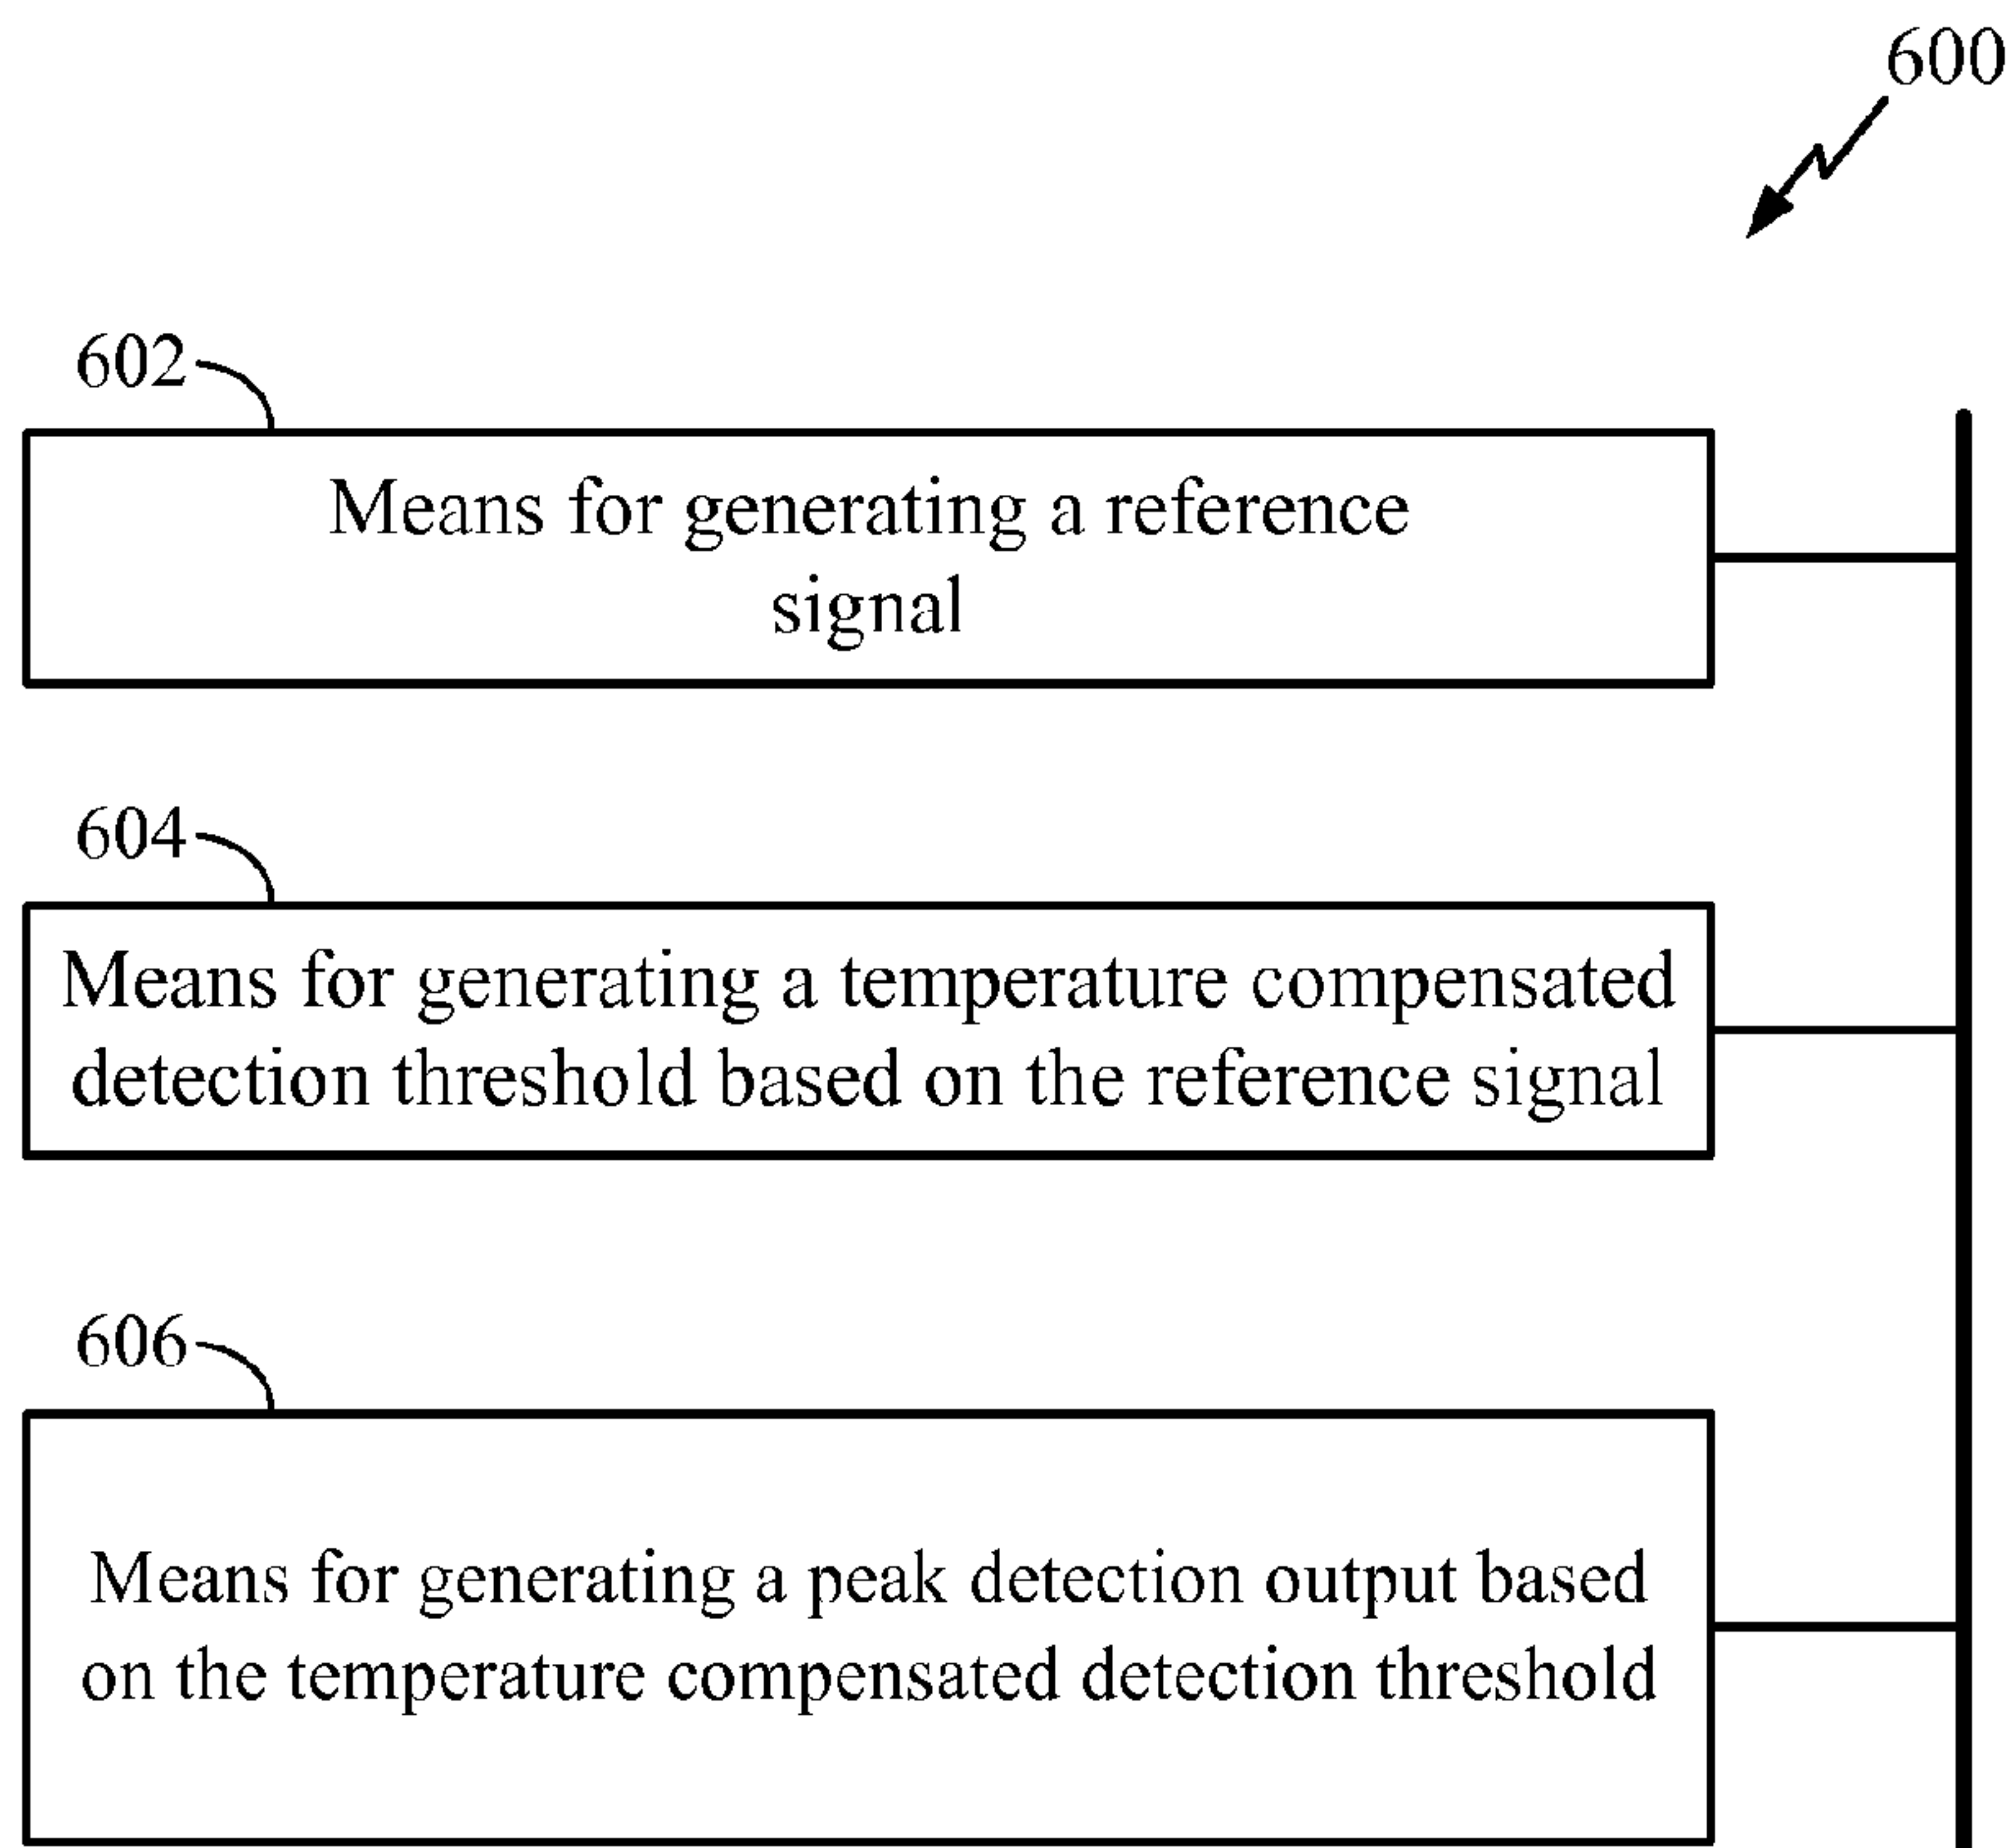 600
602
Means for generating a reference
signal
604
Means for generating a temperature compensated
detection threshold based on the reference signal
606
Means for generating a peak detection output based
on the temperature compensated detection threshold